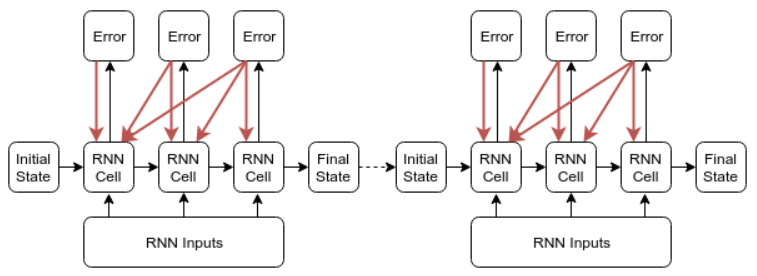 Error
Error
Error
Error
Error
Error
Initial
State
RNN
Cell
RNN
Cell
RNN
Cell
Final
State
Initial
State
RNN
Cell
RNN
Cell
RNN
Cell
Final
State
RNN Inputs
RNN Inputs